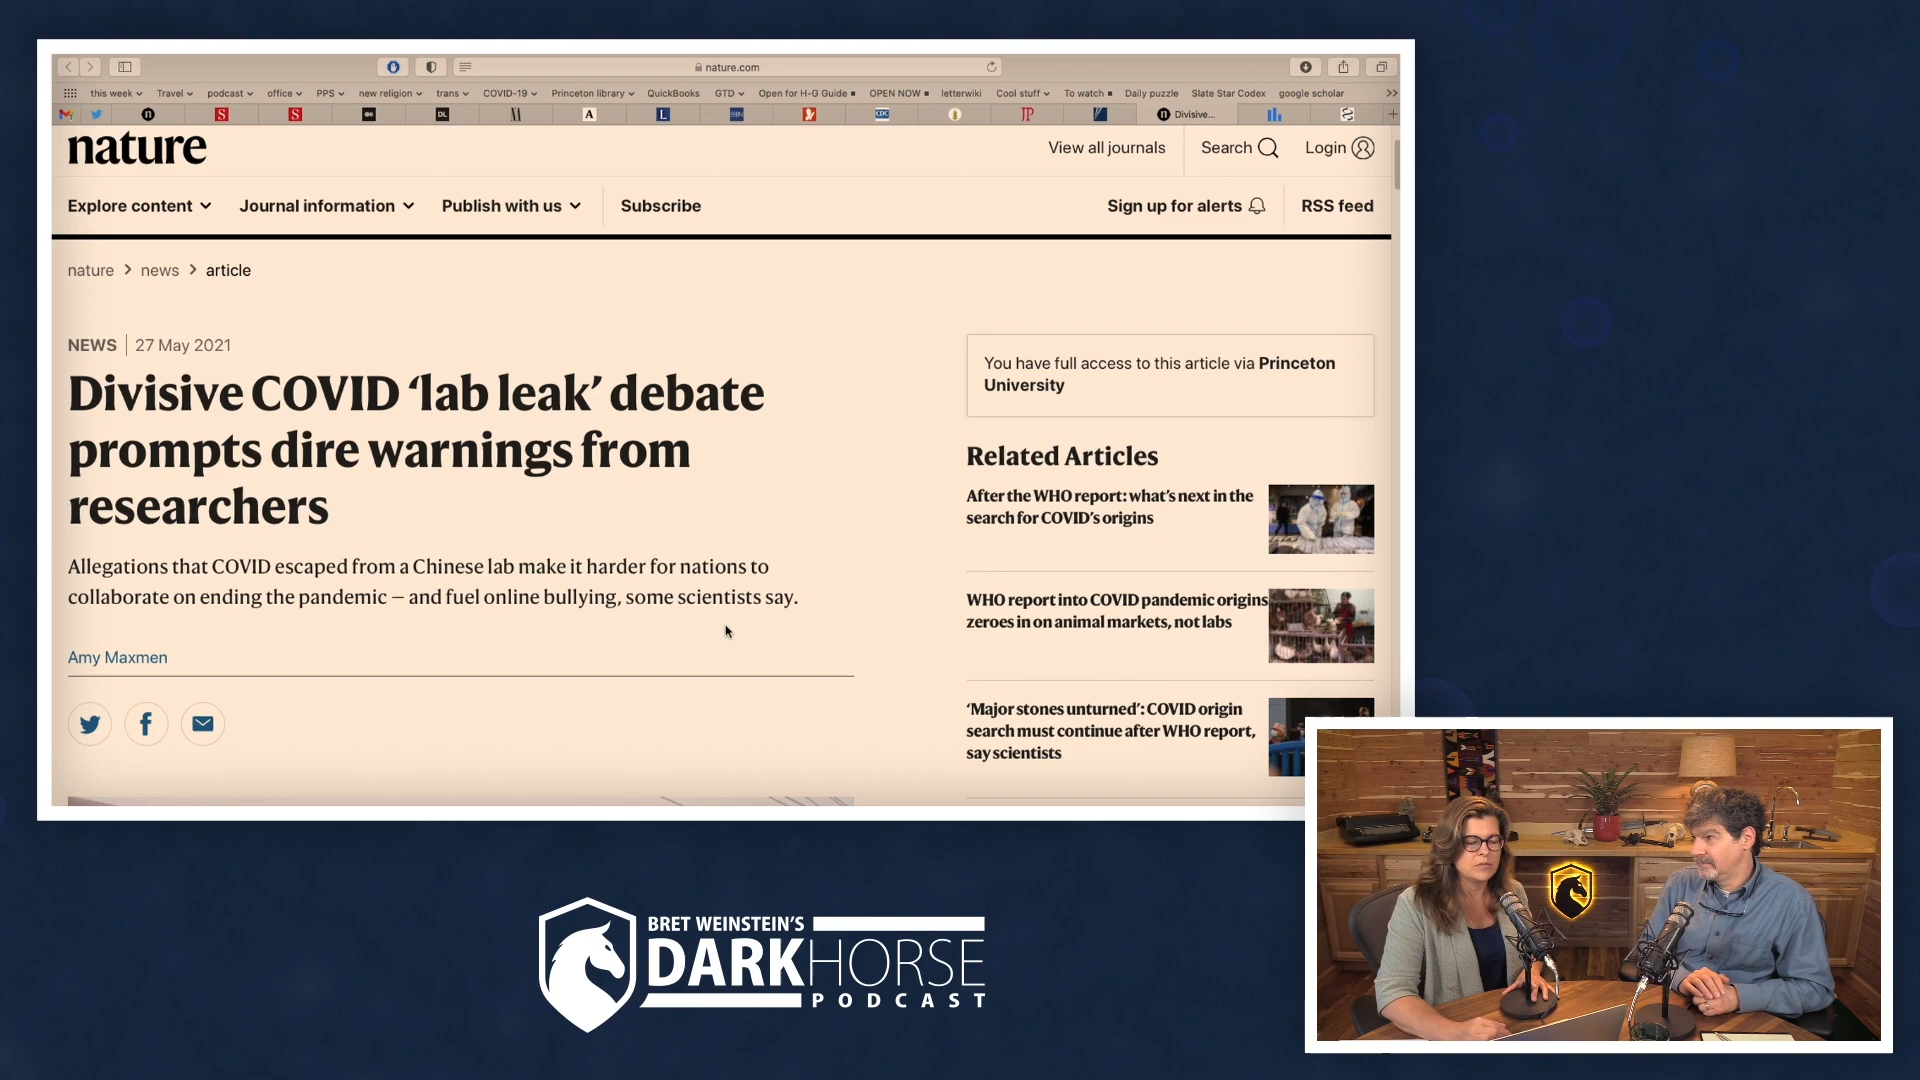 nature.com
this week
Travel
podcast
office
PPS
new religion
trans
COVID-19
Princeton library
QuickBooks
GTD
Open for H-G Guide
OPEN NOW
letterwiki
Cool stuff
To watch
Daily puzzle
Slate Star Codex
google scholar
S
S
DL
A
L
SSRN
CDC
JP
Divisive...
nature
View all journals
Search
Login
Explore content
Journal information
Publish with us
Subscribe
Sign up for alerts
RSS feed
nature > news > article
NEWS | 27 May 2021
Divisive COVID ‘lab leak’ debate
prompts dire warnings from
researchers
Allegations that COVID escaped from a Chinese lab make it harder for nations to
collaborate on ending the pandemic — and fuel online bullying, some scientists say.
Amy Maxmen
You have full access to this article via Princeton
University
Related Articles
After the WHO report: what’s next in the
search for COVID’s origins
WHO report into COVID pandemic origins
zeroes in on animal markets, not labs
‘Major stones unturned’: COVID origin
search must continue after WHO report,
say scientists
BRET WEINSTEIN’S
DARKHORSE
PODCAST